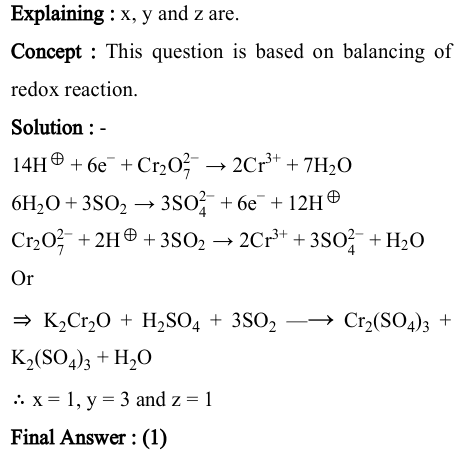 Explaining : x, y and z are.
Concept : This question is based on balancing of
redox reaction.
Solution : -
14H⊕ + 6e⁻ + Cr₂O₇²⁻ → 2Cr³⁺ + 7H₂O
6H₂O + 3SO₂ → 3SO₄²⁻ + 6e⁻ + 12H⊕
Cr₂O₇²⁻ + 2H⊕ + 3SO₂ → 2Cr³⁺ + 3SO₄²⁻ + H₂O
Or
⇒ K₂Cr₂O + H₂SO₄ + 3SO₂ ⟶ Cr₂(SO₄)₃ +
K₂(SO₄)₃ + H₂O
∴ x = 1, y = 3 and z = 1
Final Answer : (1)